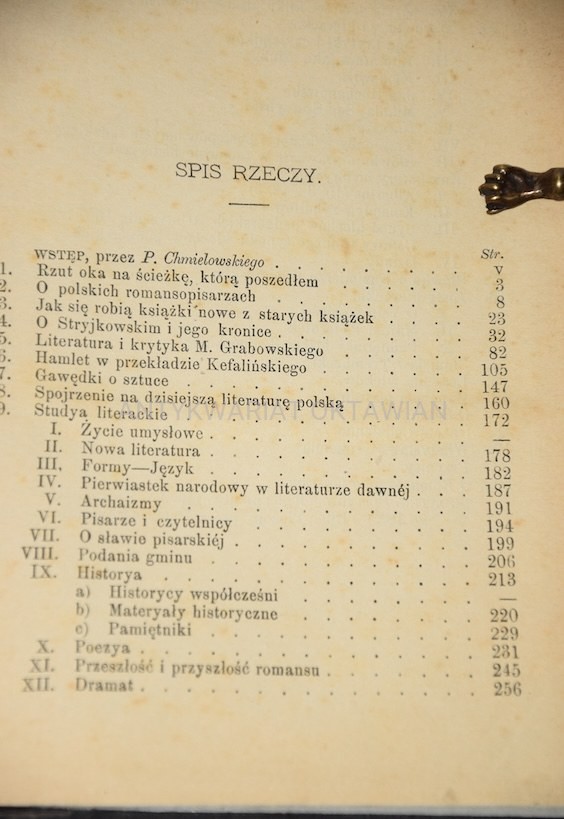 SPIS RZECZY.
Str.
WSTĘP, przez P. Chmielowskiego . . . . . . . . V
1. Rzut oka na ścieżkę, którą poszedłem . . . . . 3
2. O polskich romansopisarzach . . . . . . . 8
3. Jak się robią książki nowe z starych książek . . . . 23
4. O Stryjkowskim i jego kronice . . . . . . . 32
5. Literatura i krytyka M. Grabowskiego . . . . . 82
6. Hamlet w przekładzie Kefalińskiego . . . . . 105
7. Gawędki o sztuce . . . . . . . . . . 147
8. Spojrzenie na dzisiejszą literaturę polską . . . . 160
9. Studya literackie . . . . . . . . . . 172
I. Życie umysłowe . . . . . . . . . —
II. Nowa literatura . . . . . . . . . 178
III. Formy—Język . . . . . . . . . 182
IV. Pierwiastek narodowy w literaturze dawnéj . . . 187
V. Archaizmy . . . . . . . . . . 191
VI. Pisarze i czytelnicy . . . . . . . . 194
VII. O sławie pisarskiéj . . . . . . . . 199
VIII. Podania gminu . . . . . . . . . 206
IX. Historya . . . . . . . . . . . 213
a) Historycy współcześni . . . . . . —
b) Materyały historyczne . . . . . . 220
c) Pamiętniki . . . . . . . . . 229
X. Poezya . . . . . . . . . . . 231
XI. Przeszłość i przyszłość romansu . . . . . 245
XII. Dramat . . . . . . . . . . . 256
ANTYKWARIAT OKTAWIAN